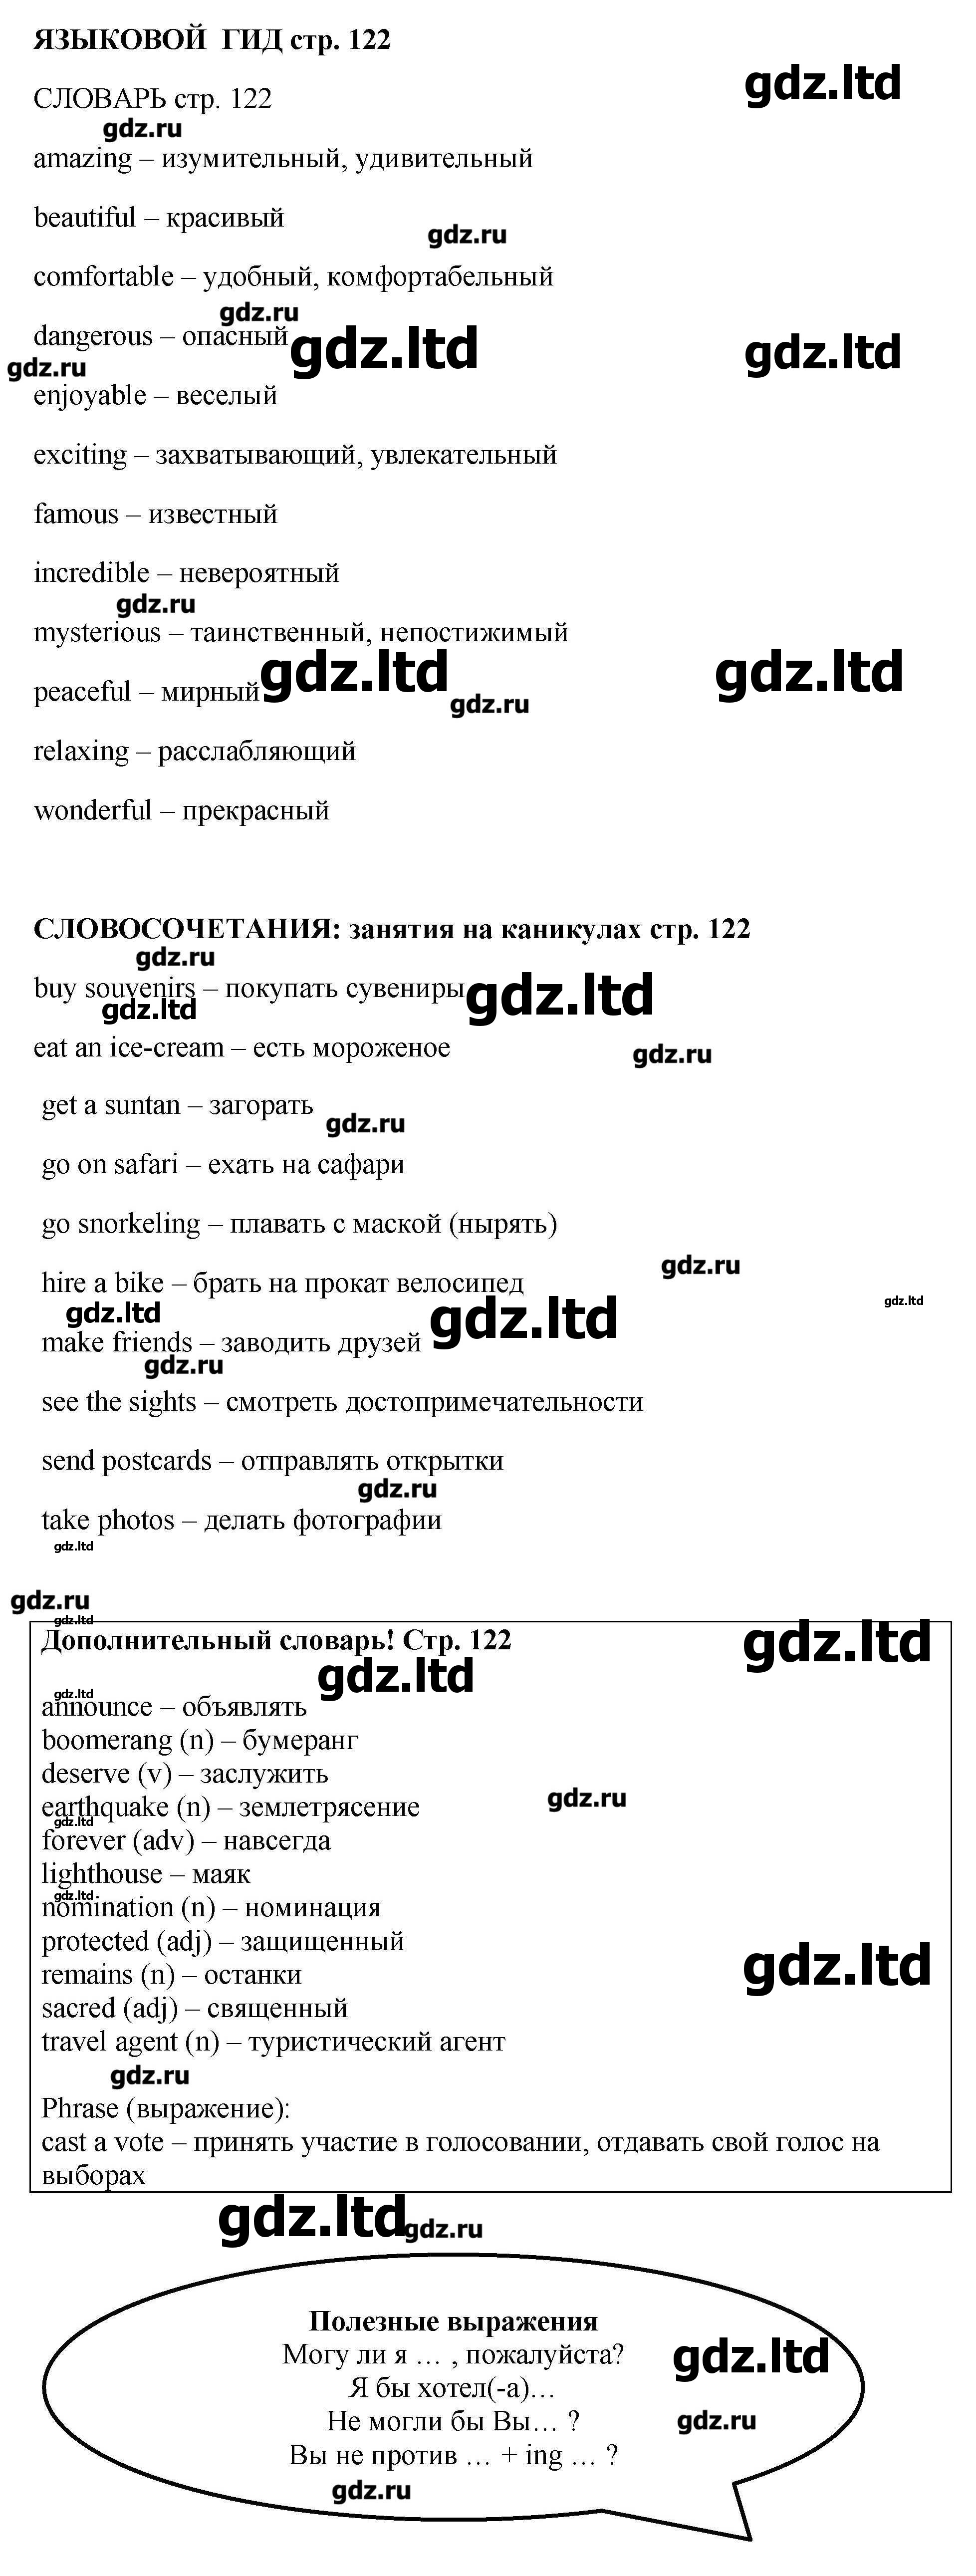 ЯЗЫКОВОЙ ГИД стр. 122
gdz.ltd
СЛОВАРЬ стр. 122
gdz.ru
amazing – изумительный, удивительный
beautiful – красивый
gdz.ru
comfortable – удобный, комфортабельный
gdz.ru
dangerous – опасный
gdz.ltd
gdz.ltd
gdz.ru
enjoyable – веселый
exciting – захватывающий, увлекательный
famous – известный
incredible – невероятный
gdz.ru
mysterious – таинственный, непостижимый
gdz.ltd
gdz.ltd
peaceful – мирный
gdz.ru
relaxing – расслабляющий
wonderful – прекрасный
СЛОВОСОЧЕТАНИЯ: занятия на каникулах стр. 122
gdz.ru
buy souvenirs – покупать сувениры
gdz.ltd
gdz.ltd
eat an ice-cream – есть мороженое
gdz.ru
get a suntan – загорать
gdz.ru
go on safari – ехать на сафари
go snorkeling – плавать с маской (нырять)
gdz.ru
hire a bike – брать на прокат велосипед
gdz.ltd
gdz.ltd
gdz.ltd
make friends – заводить друзей
gdz.ru
see the sights – смотреть достопримечательности
send postcards – отправлять открытки
gdz.ru
take photos – делать фотографии
gdz.ltd
gdz.ru
gdz.ltd
Дополнительный словарь! Стр. 122
gdz.ltd
gdz.ltd
gdz.ltd
announce – объявлять
boomerang (n) – бумеранг
deserve (v) – заслужить
gdz.ru
earthquake (n) – землетрясение
gdz.ltd
forever (adv) – навсегда
lighthouse – маяк
gdz.ltd
nomination (n) – номинация
protected (adj) – защищенный
gdz.ltd
remains (n) – останки
sacred (adj) – священный
travel agent (n) – туристический агент
gdz.ru
Phrase (выражение):
cast a vote – принять участие в голосовании, отдавать свой голос на
выборах
gdz.ltd
gdz.ru
Полезные выражения
Могу ли я … , пожалуйста?
gdz.ltd
Я бы хотел(-а)…
Не могли бы Вы… ?
gdz.ru
Вы не против … + ing … ?
gdz.ru